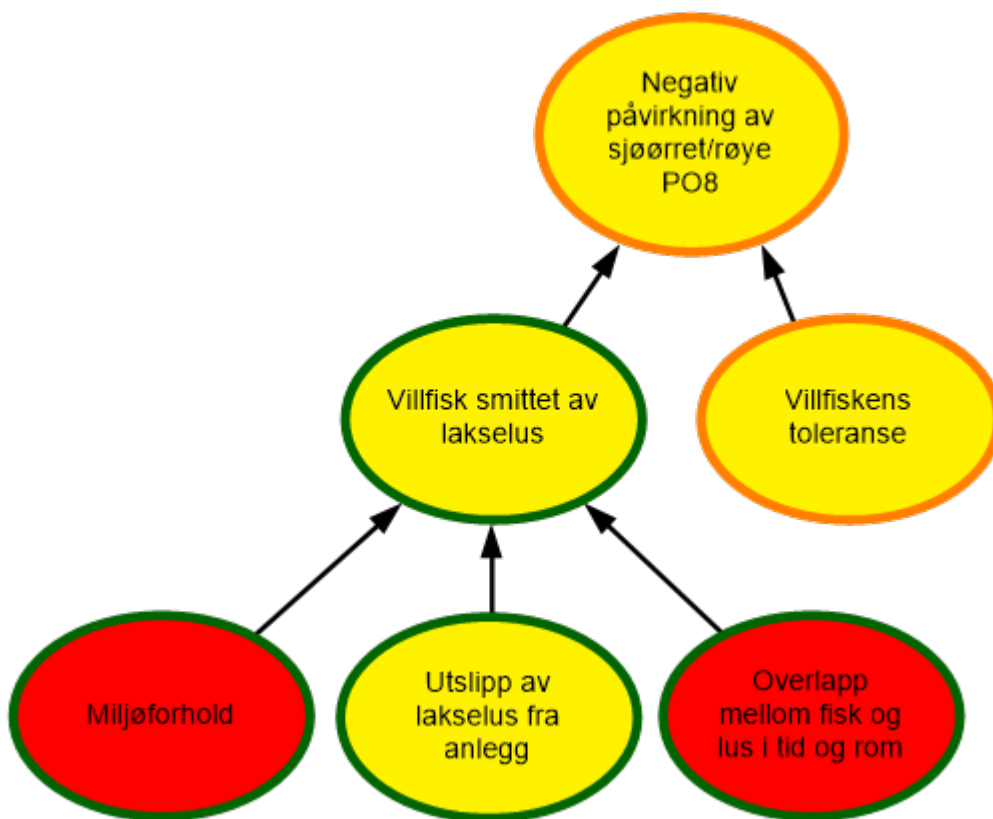 Negativ
påvirkning av
sjøørret/røye
PO8
Villfisk smittet av
lakselus
Villfiskens
toleranse
Miljøforhold
Utslipp av
lakselus fra
anlegg
Overlapp
mellom fisk og
lus i tid og rom